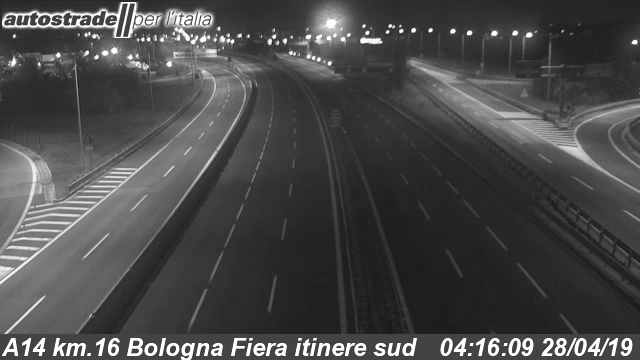 autostrade per l'italia
A14 km.16 Bologna Fiera itinere sud 04:16:09 28/04/19